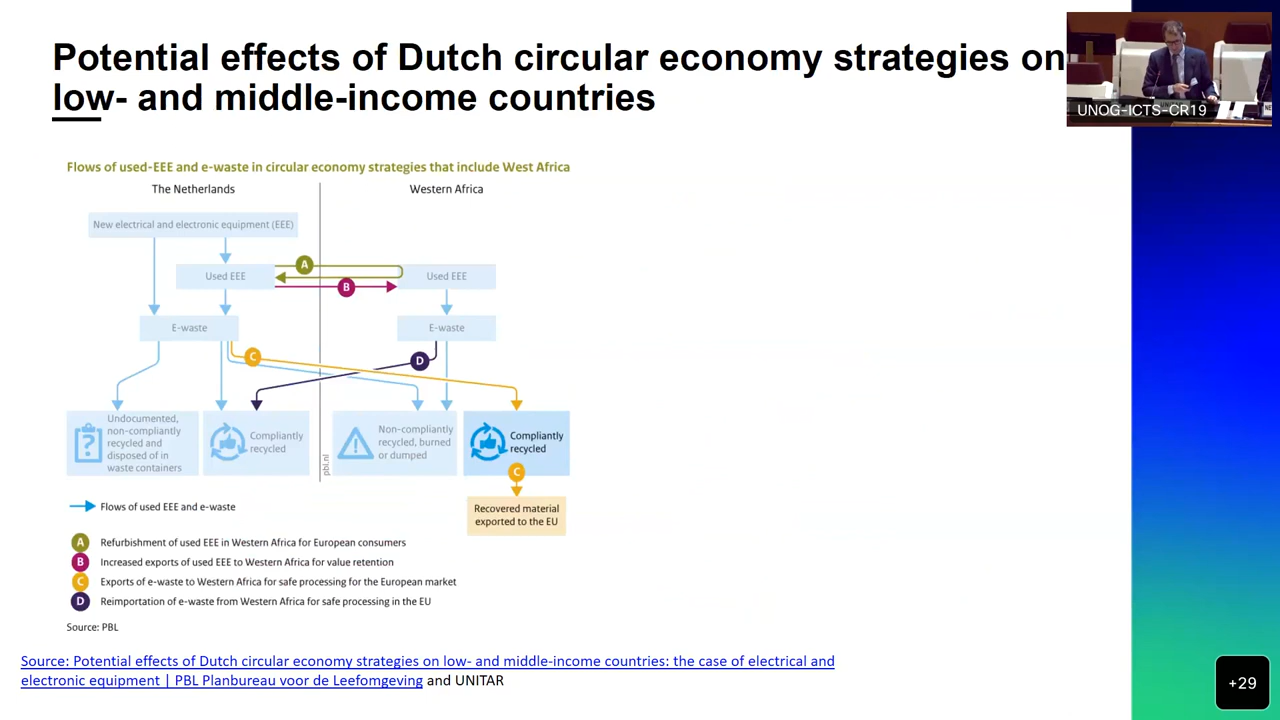 Potential effects of Dutch circular economy strategies on
low- and middle-income countries
UNOG-ICTS-CR19
Flows of used-EEE and e-waste in circular economy strategies that include West Africa
The Netherlands
Western Africa
New electrical and electronic equipment (EEE)
A
Used EEE
Used EEE
B
E-waste
E-waste
C
D
Undocumented,
non-compliantly
recycled and
disposed of in
waste containers
Compliantly
recycled
Non-compliantly
recycled, burned
or dumped
Compliantly
recycled
pbl.nl
C
Recovered material
exported to the EU
Flows of used EEE and e-waste
A Refurbishment of used EEE in Western Africa for European consumers
B Increased exports of used EEE to Western Africa for value retention
C Exports of e-waste to Western Africa for safe processing for the European market
D Reimportation of e-waste from Western Africa for safe processing in the EU
Source: PBL
Source: Potential effects of Dutch circular economy strategies on low- and middle-income countries: the case of electrical and
electronic equipment | PBL Planbureau voor de Leefomgeving and UNITAR
+29